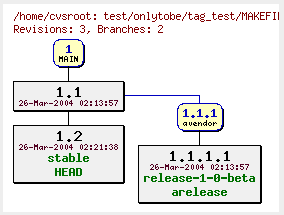 /home/cvsroot: test/onlytobe/tag_test/MAKEFI
Revisions: 3, Branches: 2
1
MAIN
1.1
26-Mar-2004 02:13:57
1.1.1
avendor
1.2
26-Mar-2004 02:21:38
stable
HEAD
1.1.1.1
26-Mar-2004 02:13:57
release-1-0-beta
arelease